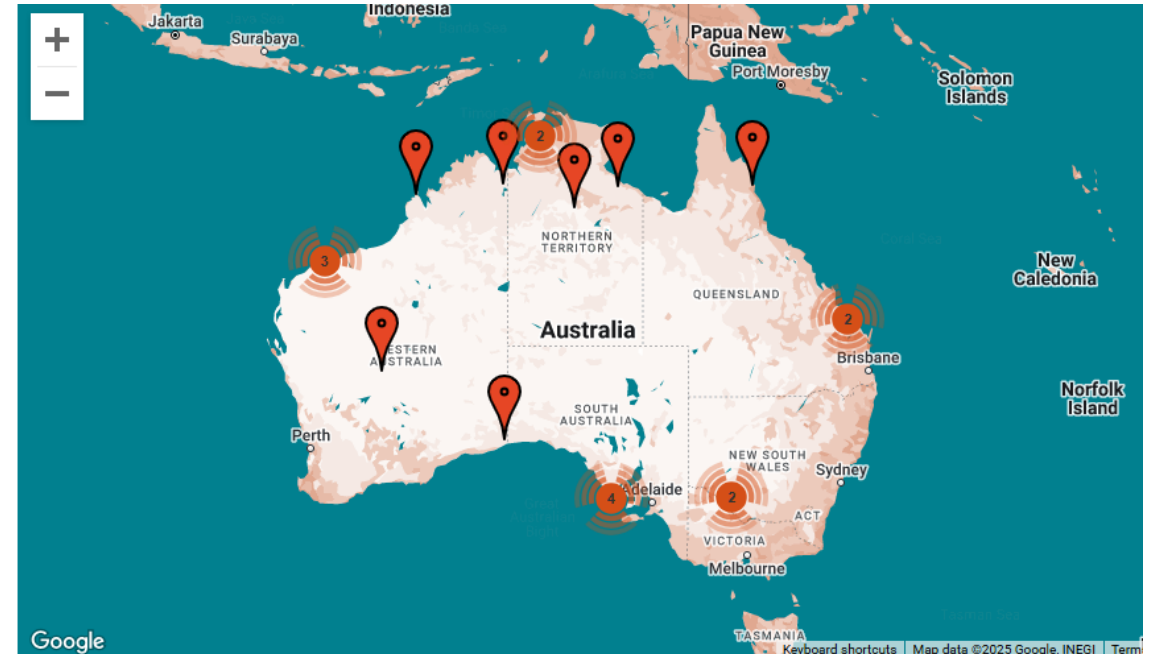 Indonesia
Jakarta
Surabaya
Papua New
Guinea
Port Moresby
Solomon
Islands
+
−
2
3
NORTHERN
TERRITORY
New
Caledonia
QUEENSLAND
2
Australia
ESTERN
AUSTRALIA
Brisbane
Norfolk
Island
SOUTH
AUSTRALIA
Perth
NEW SOUTH
WALES
Sydney
4
Adelaide
2
ACT
VICTORIA
Melbourne
TASMANIA
Google
Keyboard shortcuts
Map data ©2025 Google, INEGI
Term